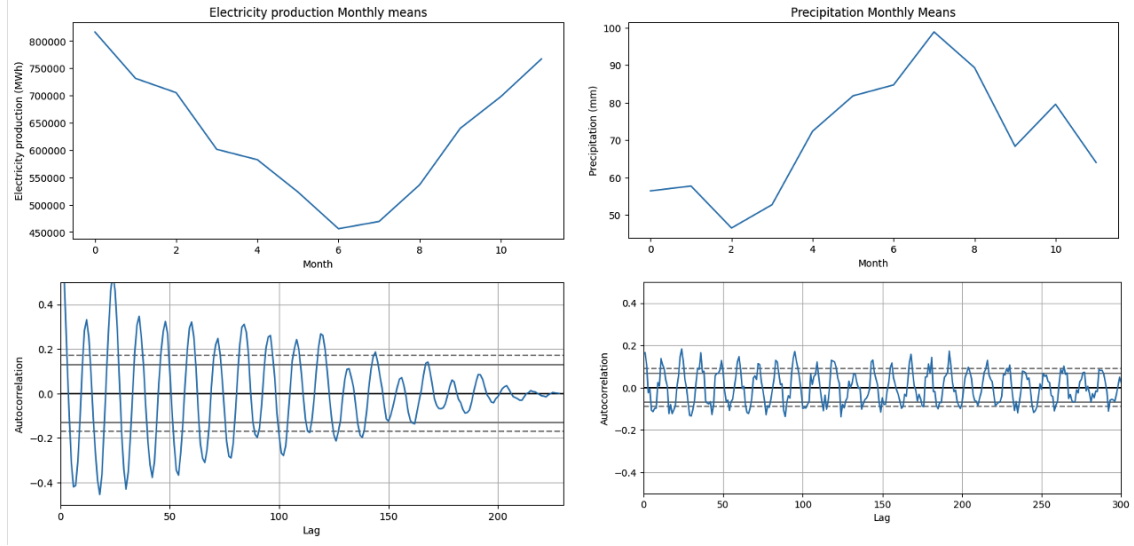 Electricity production Monthly means
Electricity production (MWh)
800000
750000
700000
650000
600000
550000
500000
450000
0 2 4 6 8 10
Month
Precipitation Monthly Means
Precipitation (mm)
100
90
80
70
60
50
0 2 4 6 8 10
Month
Autocorrelation
0.4
0.2
0.0
−0.2
−0.4
0 50 100 150 200
Lag
Autocorrelation
0.4
0.2
0.0
−0.2
−0.4
0 50 100 150 200 250 300
Lag